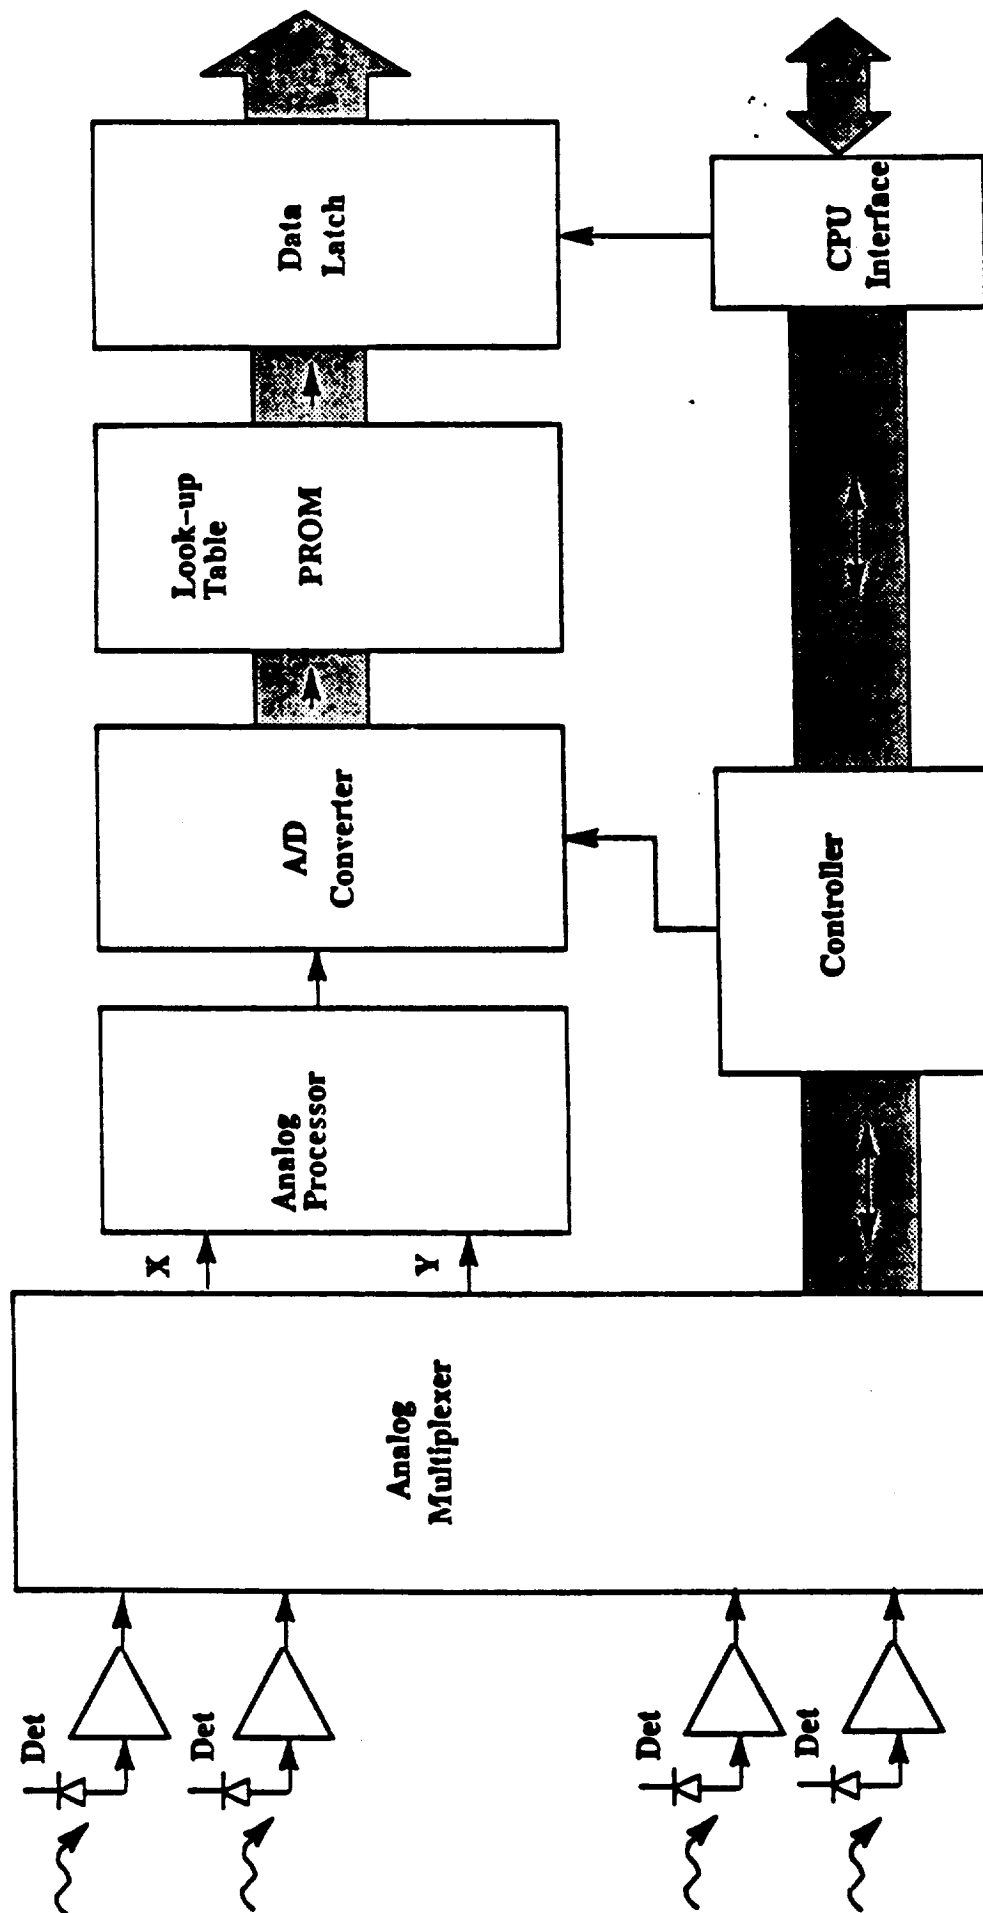 Det
Det
Det
Det
Analog
Multiplexer
X
Y
Analog
Processor
A/D
Converter
Look-up
Table
PROM
Data
Latch
Controller
CPU
Interface